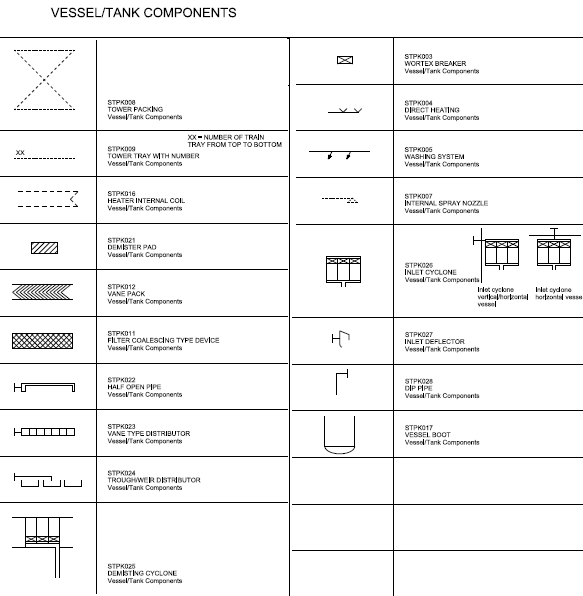 VESSEL/TANK COMPONENTS
STPK008
TOWER PACKING
Vessel/Tank Components
XX
XX = NUMBER OF TRAIN
TRAY FROM TOP TO BOTTOM
STPK009
TOWER TRAY WITH NUMBER
Vessel/Tank Components
STPK016
HEATER INTERNAL COIL
Vessel/Tank Components
STPK021
DEMISTER PAD
Vessel/Tank Components
STPK012
VANE PACK
Vessel/Tank Components
STPK011
FILTER COALESCING TYPE DEVICE
Vessel/Tank Components
STPK022
HALF OPEN PIPE
Vessel/Tank Components
STPK023
VANE TYPE DISTRIBUTOR
Vessel/Tank Components
STPK024
TROUGH/WEIR DISTRIBUTOR
Vessel/Tank Components
STPK025
DEMISTING CYCLONE
Vessel/Tank Components
STPK003
WORTEX BREAKER
Vessel/Tank Components
STPK004
DIRECT HEATING
Vessel/Tank Components
STPK005
WASHING SYSTEM
Vessel/Tank Components
STPK007
INTERNAL SPRAY NOZZLE
Vessel/Tank Components
STPK026
INLET CYCLONE
Vessel/Tank Components
Inlet cyclone
vertical/horizontal
vessel
Inlet cyclone
horizontal vesse
STPK027
INLET DEFLECTOR
Vessel/Tank Components
STPK028
DIP PIPE
Vessel/Tank Components
STPK017
VESSEL BOOT
Vessel/Tank Components